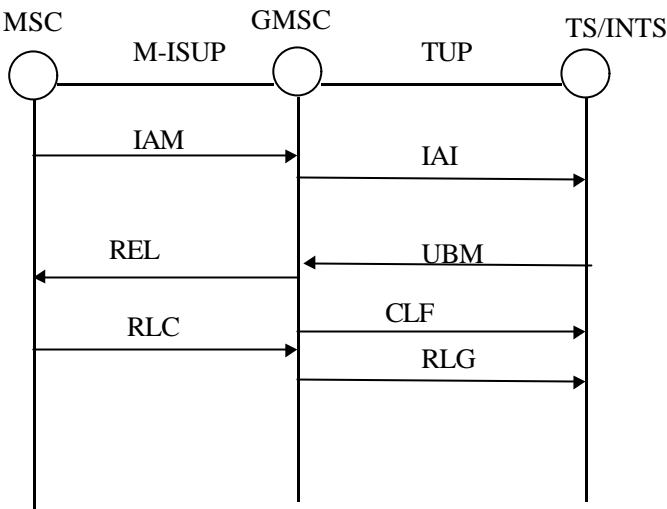 MSC
GMSC
TS/INTS
M-ISUP
TUP
IAM
IAI
REL
UBM
CLF
RLC
RLG